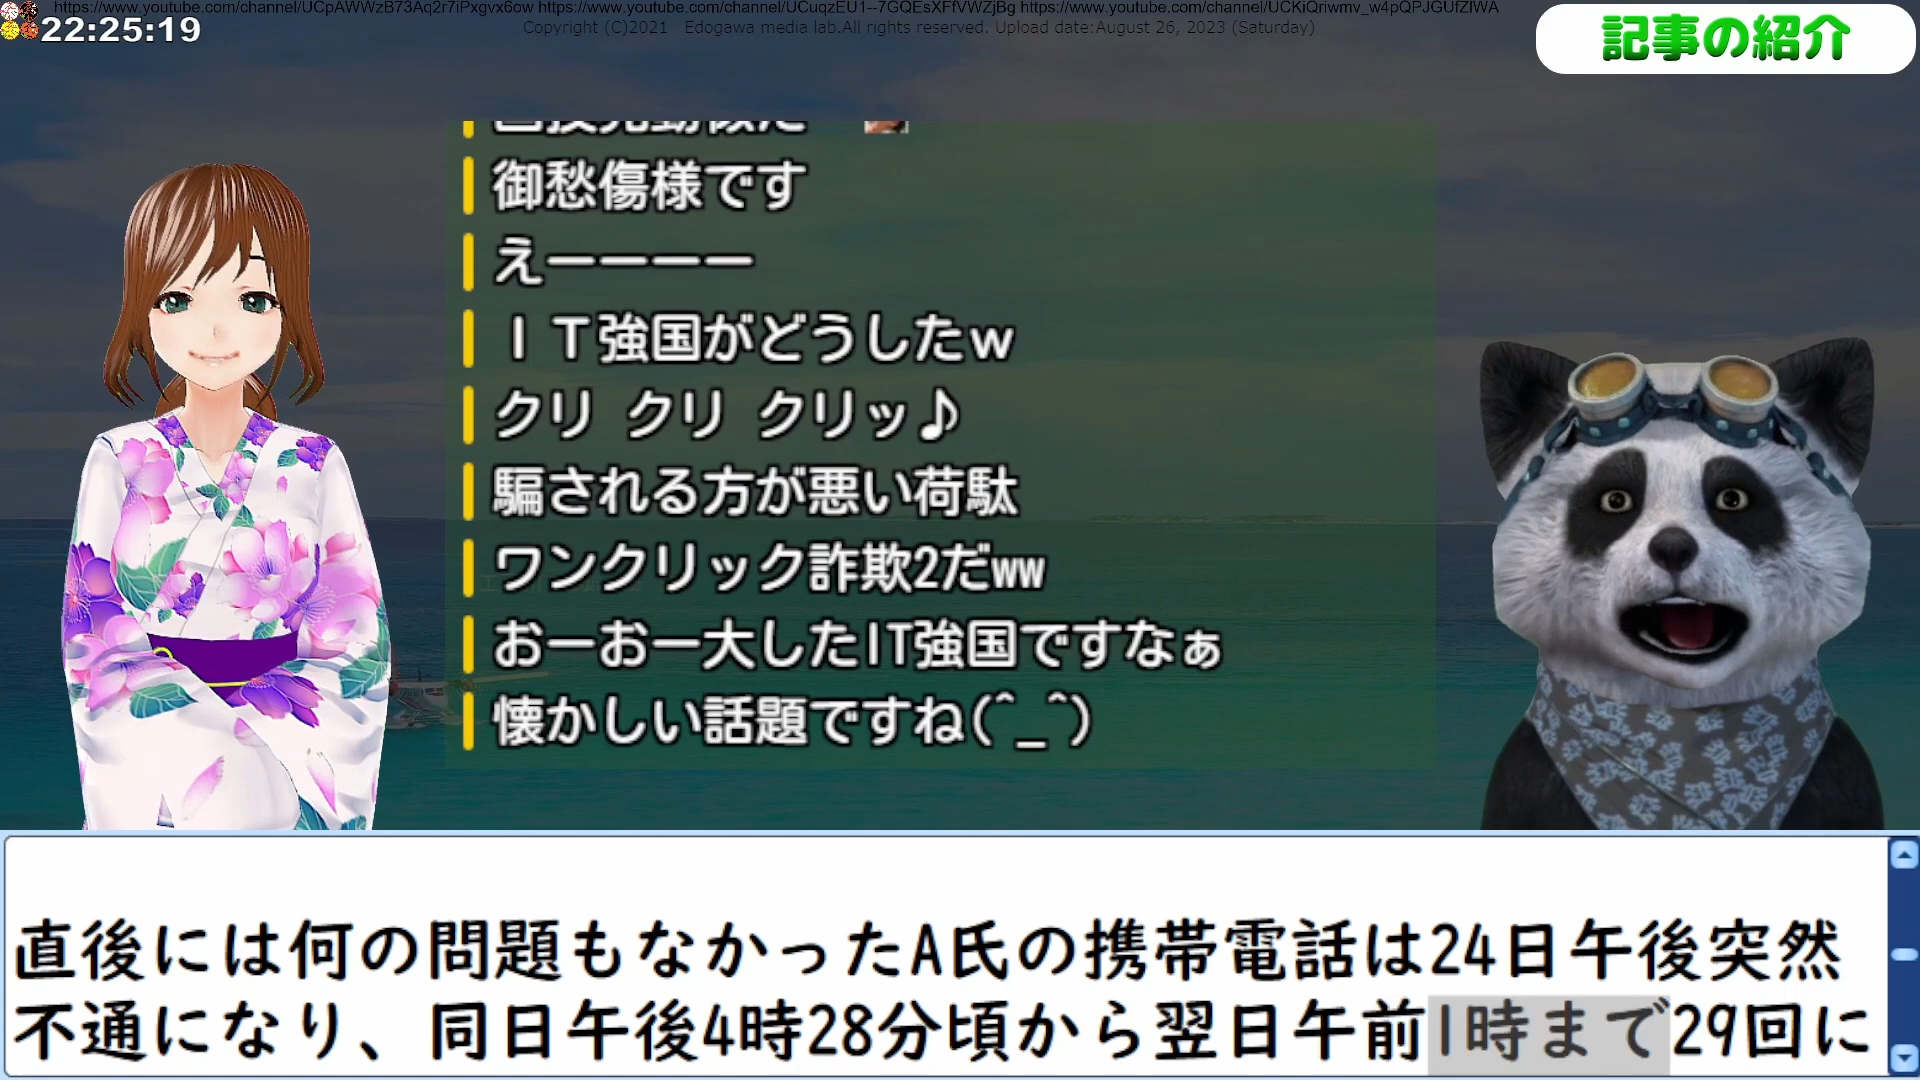 https://www.youtube.com/channel/UCpAWWzB73Aq2r7iPxgvx6ow https://www.youtube.com/channel/UCuqzEU1--7GQEsXFfVWZjBg https://www.youtube.com/channel/UCKiQriwmv_w4pQPJGUfZIWA
Copyright (C)2021 Edogawa media lab.All rights reserved. Upload date:August 26, 2023 (Saturday)
22:25:19
記事の紹介
御愁傷様です
えーーーー
ＩＴ強国がどうしたｗ
クリ クリ クリッ♪
騙される方が悪い荷駄
ワンクリック詐欺2だww
おーおー大したIT強国ですなぁ
懐かしい話題ですね(^_^)
直後には何の問題もなかったA氏の携帯電話は24日午後突然
不通になり、同日午後4時28分頃から翌日午前1時まで29回に